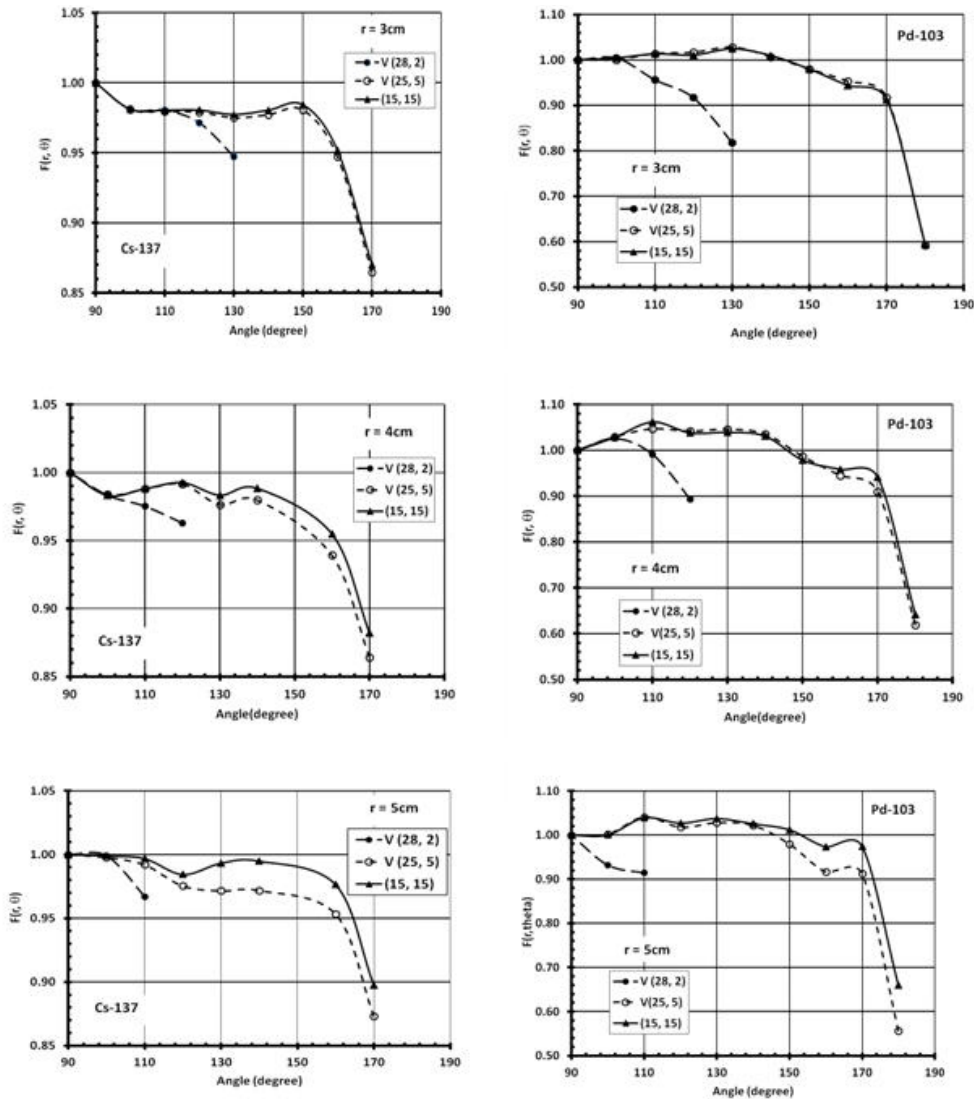 1.05
1.00
0.95
0.90
0.85
F(r, θ)
r = 3cm
V (28, 2)
V (25, 5)
(15, 15)
Cs-137
90 110 130 150 170 190
Angle (degree)
1.10
1.00
0.90
0.80
0.70
0.60
0.50
F(r, θ)
Pd-103
r = 3cm
V (28, 2)
V(25, 5)
(15, 15)
90 110 130 150 170 190
Angle (degree)
1.05
1.00
0.95
0.90
0.85
F(r, θ)
r = 4cm
V (28, 2)
V (25, 5)
(15, 15)
Cs-137
90 110 130 150 170 190
Angle(degree)
1.10
1.00
0.90
0.80
0.70
0.60
0.50
F(r, θ)
Pd-103
r = 4cm
V (28, 2)
V(25, 5)
(15, 15)
90 110 130 150 170 190
Angle(degree)
1.05
1.00
0.95
0.90
0.85
F(r, θ)
r = 5cm
V (28, 2)
V (25, 5)
(15, 15)
Cs-137
90 110 130 150 170 190
Angle(degree)
1.10
1.00
0.90
0.80
0.70
0.60
0.50
F(r,theta)
Pd-103
r = 5cm
V (28, 2)
V(25, 5)
(15, 15)
90 110 130 150 170 190
Angle (degree)